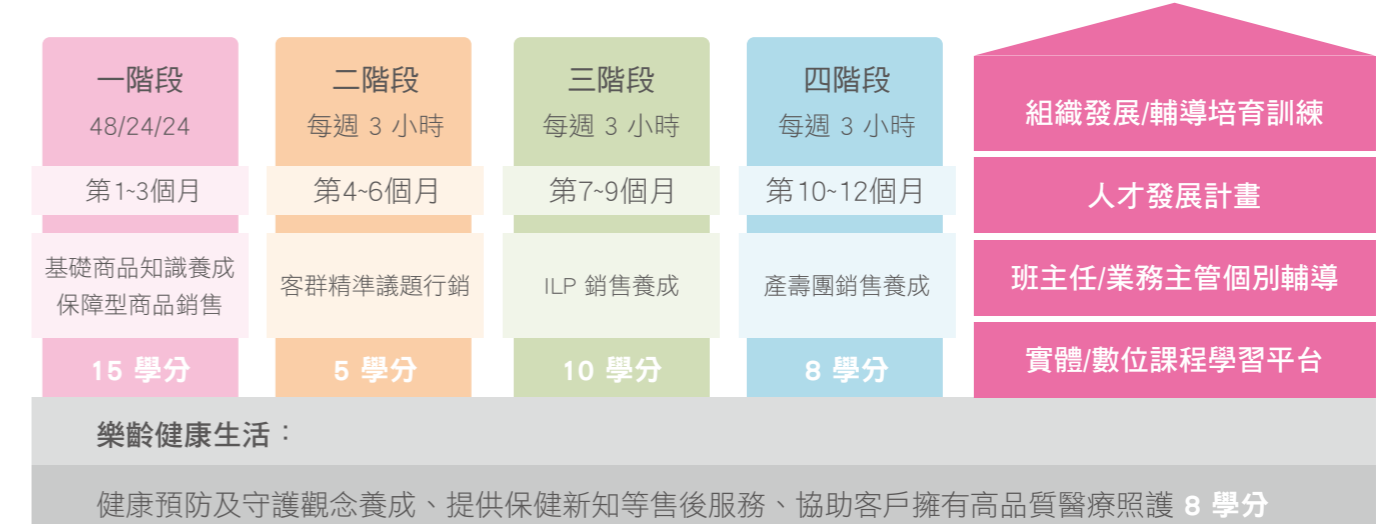 一階段
48/24/24
第1~3個月
基礎商品知識養成
保障型商品銷售
15 學分
二階段
每週 3 小時
第4~6個月
客群精準議題行銷
5 學分
三階段
每週 3 小時
第7~9個月
ILP 銷售養成
10 學分
四階段
每週 3 小時
第10~12個月
產壽團銷售養成
8 學分
組織發展/輔導培育訓練
人才發展計畫
班主任/業務主管個別輔導
實體/數位課程學習平台
樂齡健康生活：
健康預防及守護觀念養成、提供保健新知等售後服務、協助客戶擁有高品質醫療照護 8 學分